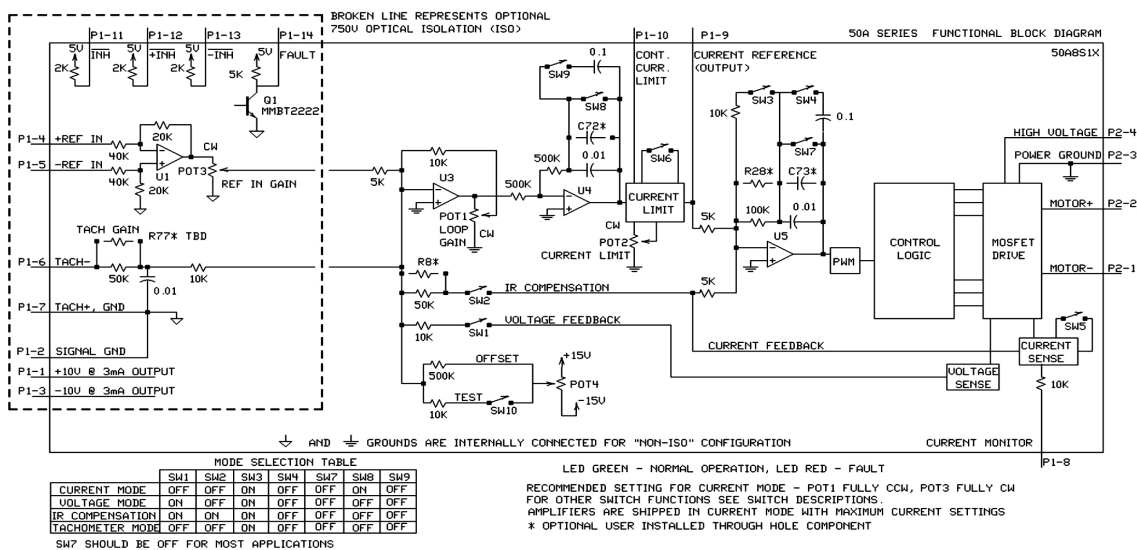 BROKEN LINE REPRESENTS OPTIONAL
750V OPTICAL ISOLATION (ISO)
P1-11
P1-12
P1-13
P1-14
P1-10
P1-9
50A SERIES FUNCTIONAL BLOCK DIAGRAM
50A8S1X
5V
INH
5V
+INH
5V
-INH
5V
FAULT
2K
2K
2K
5K
Q1
MMBT2222
0.1
SW9
SW8
C72*
0.01
500K
CONT.
CURR.
LIMIT
CURRENT REFERENCE
(OUTPUT)
SW3
SW4
10K
0.1
SW7
R28*
C73*
100K
0.01
P1-4 +REF IN
20K
40K
CW
P1-5 -REF IN
40K
U1
POT3
20K
REF IN GAIN
5K
10K
U3
500K
U4
POT1
LOOP
GAIN
CW
SW6
CURRENT
LIMIT
CW
POT2
CURRENT LIMIT
5K
U5
PWM
5K
CONTROL
LOGIC
MOSFET
DRIVE
HIGH VOLTAGE P2-4
POWER GROUND P2-3
MOTOR+ P2-2
MOTOR- P2-1
TACH GAIN
R77* TBD
P1-6 TACH-
50K
10K
0.01
P1-7 TACH+, GND
P1-2 SIGNAL GND
P1-1 +10V @ 3mA OUTPUT
P1-3 -10V @ 3mA OUTPUT
R8*
50K
SW2
IR COMPENSATION
10K
SW1
VOLTAGE FEEDBACK
CURRENT FEEDBACK
SW5
CURRENT
SENSE
VOLTAGE
SENSE
10K
OFFSET
500K
TEST
10K
SW10
+15V
POT4
-15V
AND GROUNDS ARE INTERNALLY CONNECTED FOR "NON-ISO" CONFIGURATION
CURRENT MONITOR
P1-8
MODE SELECTION TABLE
SW1 SW2 SW3 SW4 SW7 SW8 SW9
CURRENT MODE OFF OFF ON OFF OFF ON OFF
VOLTAGE MODE ON OFF ON OFF OFF OFF OFF
IR COMPENSATION ON ON ON OFF OFF OFF OFF
TACHOMETER MODE OFF OFF ON OFF OFF OFF OFF
SW7 SHOULD BE OFF FOR MOST APPLICATIONS
LED GREEN - NORMAL OPERATION, LED RED - FAULT
RECOMMENDED SETTING FOR CURRENT MODE - POT1 FULLY CCW, POT3 FULLY CW
FOR OTHER SWITCH FUNCTIONS SEE SWITCH DESCRIPTIONS.
AMPLIFIERS ARE SHIPPED IN CURRENT MODE WITH MAXIMUM CURRENT SETTINGS
* OPTIONAL USER INSTALLED THROUGH HOLE COMPONENT